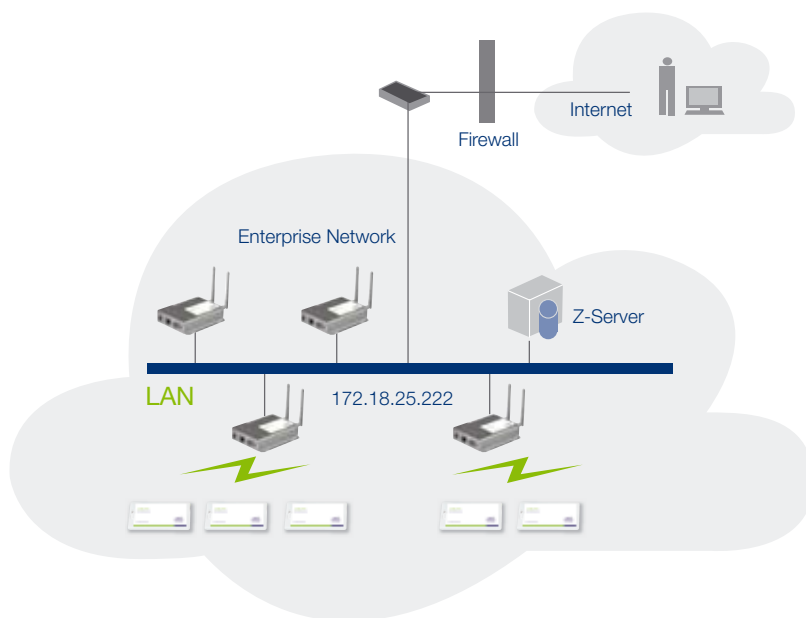 Internet
Firewall
Enterprise Network
Z-Server
LAN
172.18.25.222